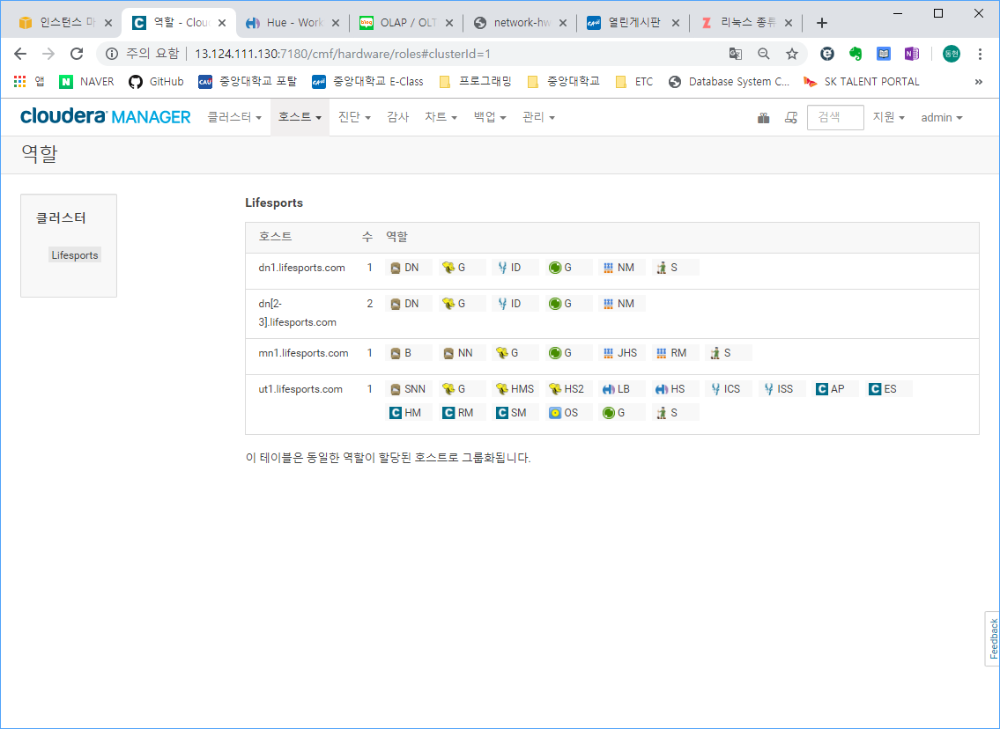 인스턴스 마
역할 - Clou
Hue - Work
OLAP / OLT
network-hw
열린게시판
리눅스 종류
주의 요함 | 13.124.111.130:7180/cmf/hardware/roles#clusterId=1
동현
앱 NAVER GitHub 중앙대학교 포탈 중앙대학교 E-Class 프로그래밍 중앙대학교 ETC Database System C... SK TALENT PORTAL »
cloudera MANAGER 클러스터 호스트 진단 감사 차트 백업 관리 검색 지원 admin
역할
클러스터
Lifesports
Lifesports
호스트 수 역할
dn1.lifesports.com 1 DN G ID G NM S
dn[2-
3].lifesports.com 2 DN G ID G NM
mn1.lifesports.com 1 B NN G G JHS RM S
ut1.lifesports.com 1 SNN G HMS HS2 LB HS ICS ISS AP ES
HM RM SM OS G S
이 테이블은 동일한 역할이 할당된 호스트로 그룹화됩니다.
Feedback